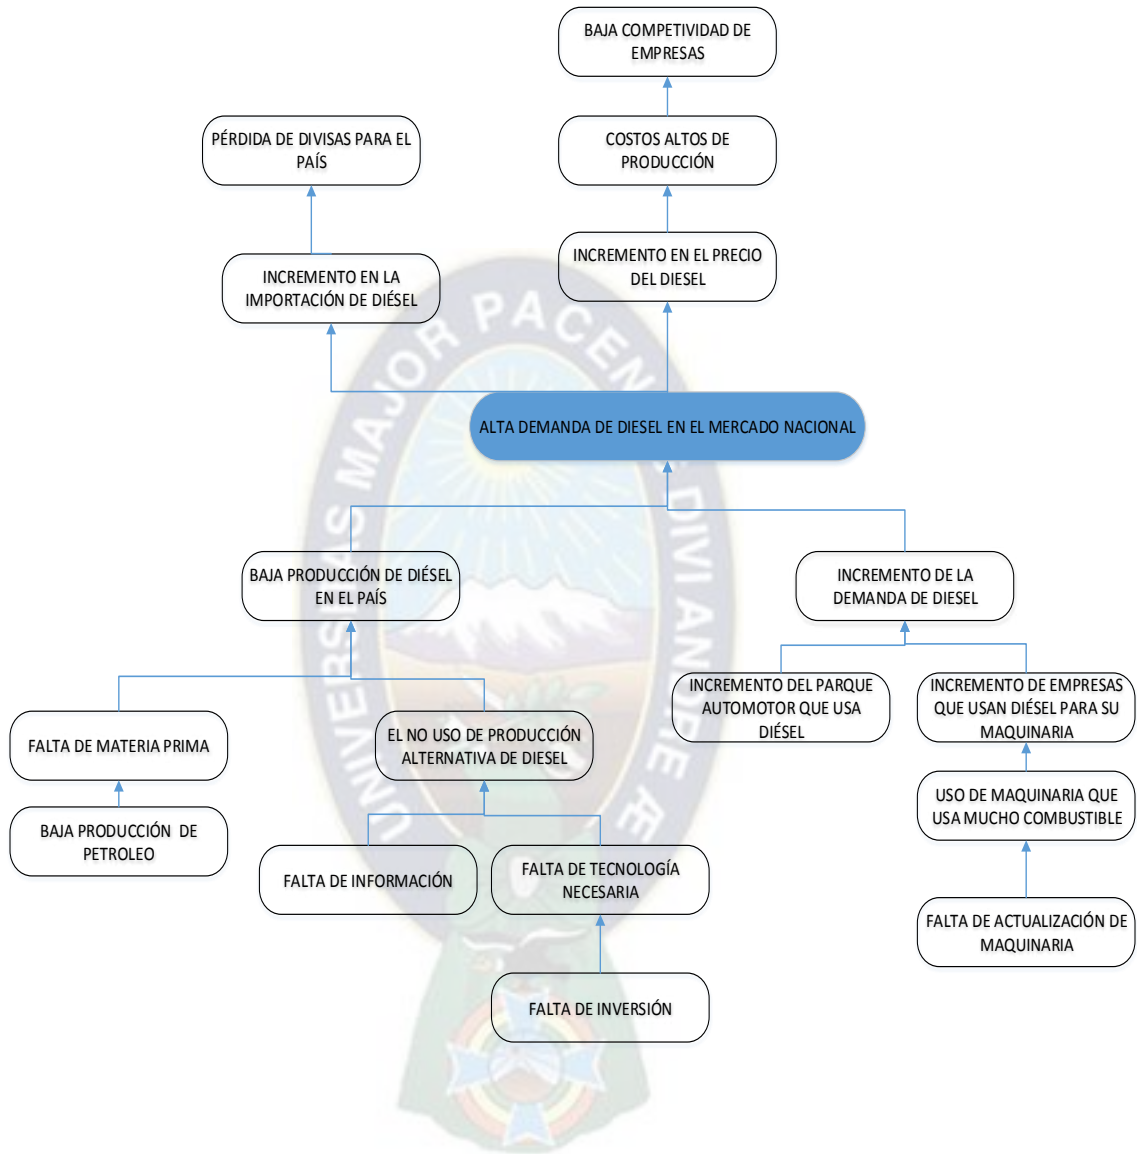 BAJA COMPETIVIDAD DE
EMPRESAS
PÉRDIDA DE DIVISAS PARA EL
PAÍS
COSTOS ALTOS DE
PRODUCCIÓN
INCREMENTO EN LA
IMPORTACIÓN DE DIÉSEL
INCREMENTO EN EL PRECIO
DEL DIESEL
ALTA DEMANDA DE DIESEL EN EL MERCADO NACIONAL
BAJA PRODUCCIÓN DE DIÉSEL
EN EL PAÍS
INCREMENTO DE LA
DEMANDA DE DIESEL
FALTA DE MATERIA PRIMA
EL NO USO DE PRODUCCIÓN
ALTERNATIVA DE DIESEL
INCREMENTO DEL PARQUE
AUTOMOTOR QUE USA
DIÉSEL
INCREMENTO DE EMPRESAS
QUE USAN DIÉSEL PARA SU
MAQUINARIA
BAJA PRODUCCIÓN  DE
PETROLEO
USO DE MAQUINARIA QUE
USA MUCHO COMBUSTIBLE
FALTA DE INFORMACIÓN
FALTA DE TECNOLOGÍA
NECESARIA
FALTA DE ACTUALIZACIÓN DE
MAQUINARIA
FALTA DE INVERSIÓN
UNIVERSITAS MAJOR PACENSIS DIVI ANDREÆ